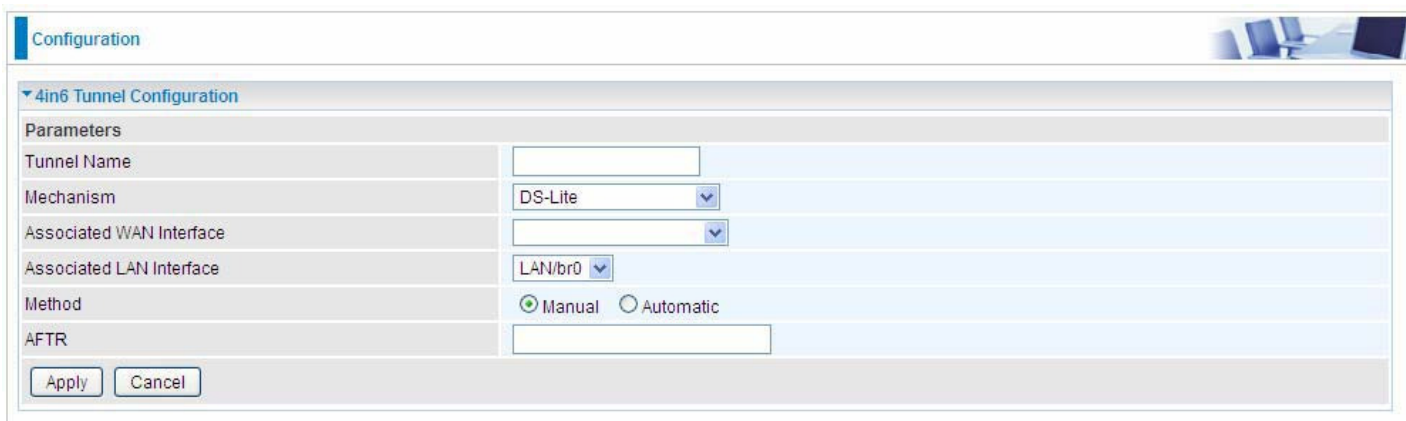 Configuration
4in6 Tunnel Configuration
Parameters
Tunnel Name
Mechanism DS-Lite
Associated WAN Interface
Associated LAN Interface LAN/br0
Method Manual Automatic
AFTR
Apply Cancel